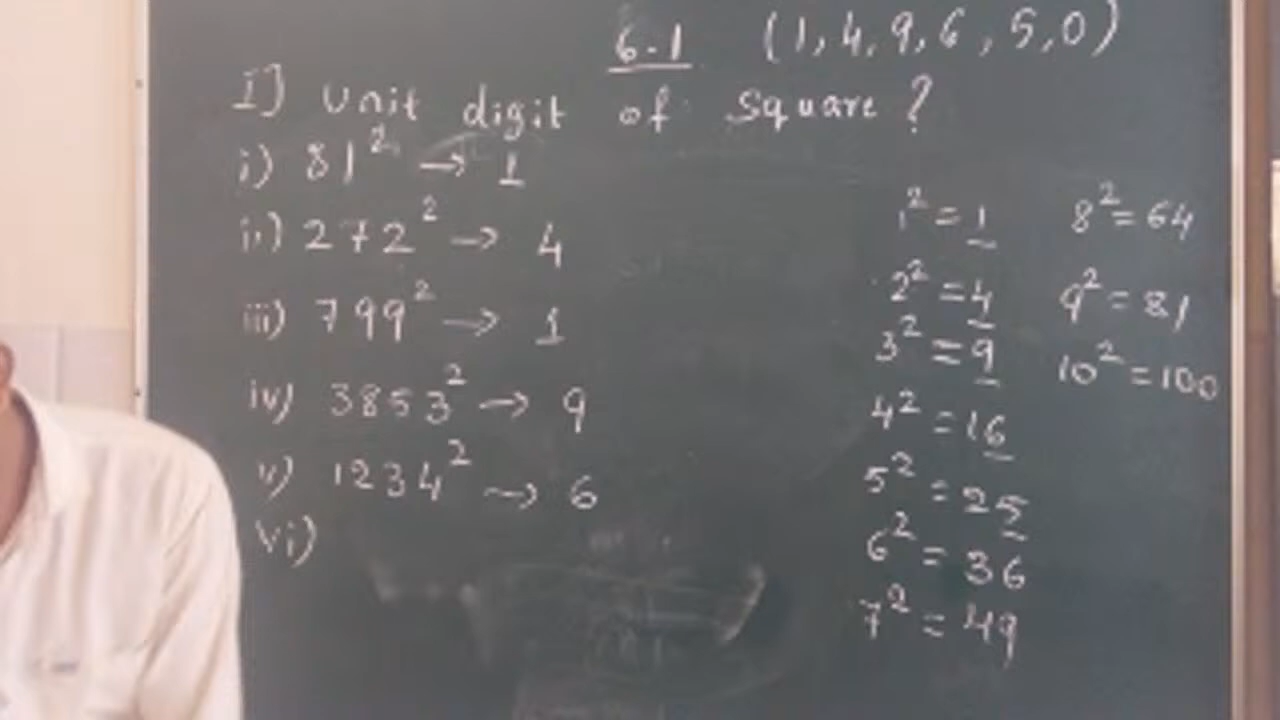 6.1 (1, 4, 9, 6, 5, 0)
I] Unit digit of Square ?
i) 81² → 1
ii) 272² → 4
iii) 799² → 1
iv) 3853² → 9
v) 1234² → 6
vi)
1² = 1
2² = 4
3² = 9
4² = 16
5² = 25
6² = 36
7² = 49
8² = 64
9² = 81
10² = 100